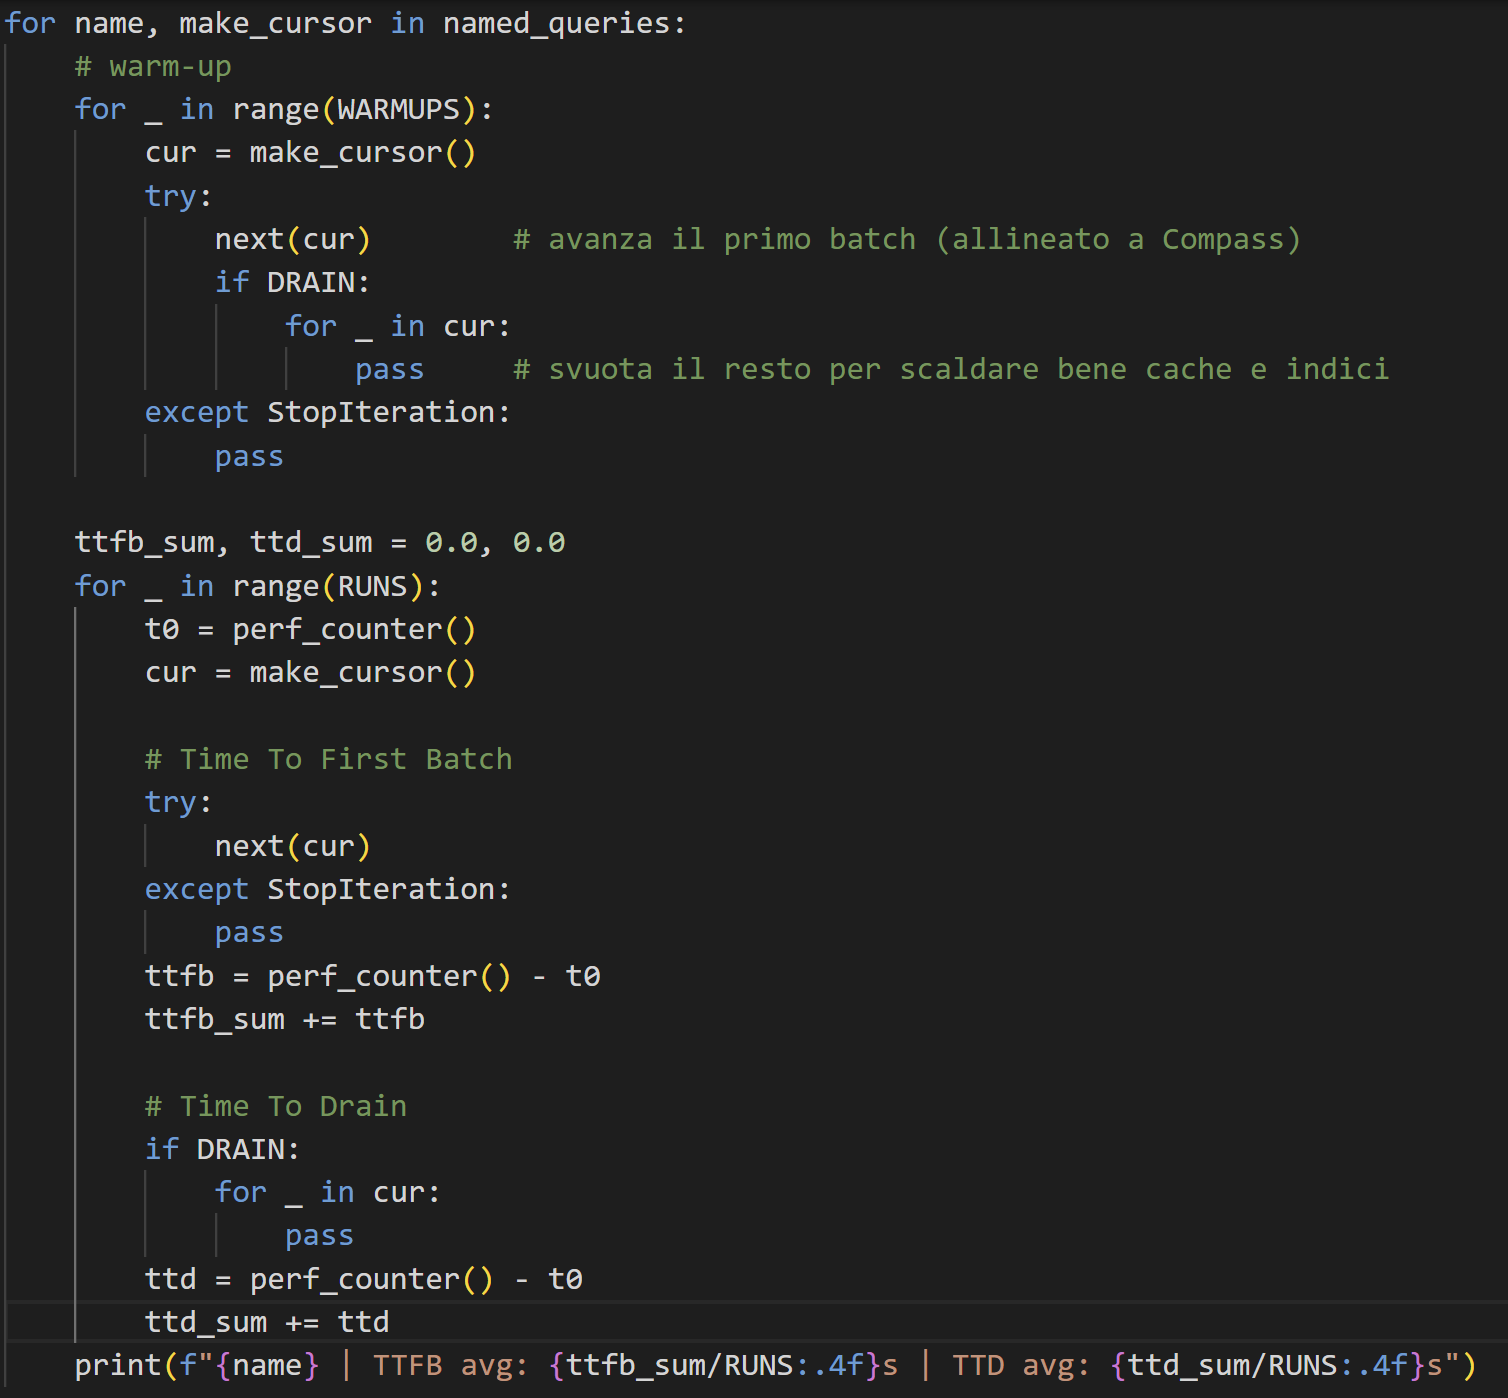 for name, make_cursor in named_queries:
    # warm-up
    for _ in range(WARMUPS):
        cur = make_cursor()
        try:
            next(cur)        # avanza il primo batch (allineato a Compass)
            if DRAIN:
                for _ in cur:
                    pass     # svuota il resto per scaldare bene cache e indici
        except StopIteration:
            pass

    ttfb_sum, ttd_sum = 0.0, 0.0
    for _ in range(RUNS):
        t0 = perf_counter()
        cur = make_cursor()

        # Time To First Batch
        try:
            next(cur)
        except StopIteration:
            pass
        ttfb = perf_counter() - t0
        ttfb_sum += ttfb

        # Time To Drain
        if DRAIN:
            for _ in cur:
                pass
        ttd = perf_counter() - t0
        ttd_sum += ttd
    print(f"{name} | TTFB avg: {ttfb_sum/RUNS:.4f}s | TTD avg: {ttd_sum/RUNS:.4f}s")